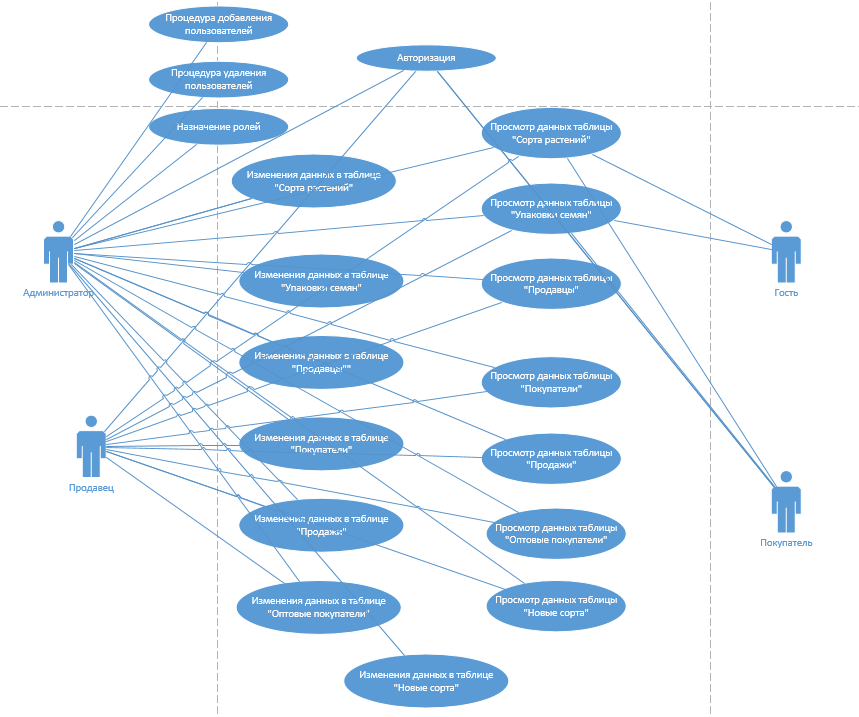 Процедура добавления
пользователей
Авторизация
Процедура удаления
пользователей
Назначение ролей
Просмотр данных таблицы
"Сорта растений"
Изменения данных в таблице
"Сорта растений"
Просмотр данных таблицы
"Упаковки семян"
Администратор
Гость
Изменения данных в таблице
"Упаковки семян"
Просмотр данных таблицы
"Продавцы"
Изменения данных в таблице
"Продавцы""
Просмотр данных таблицы
"Покупатели"
Продавец
Изменения данных в таблице
"Покупатели"
Просмотр данных таблицы
"Продажи"
Покупатель
Изменения данных в таблице
"Продажи"
Просмотр данных таблицы
"Оптовые покупатели"
Изменения данных в таблице
"Оптовые покупатели"
Просмотр данных таблицы
"Новые сорта"
Изменения данных в таблице
"Новые сорта"